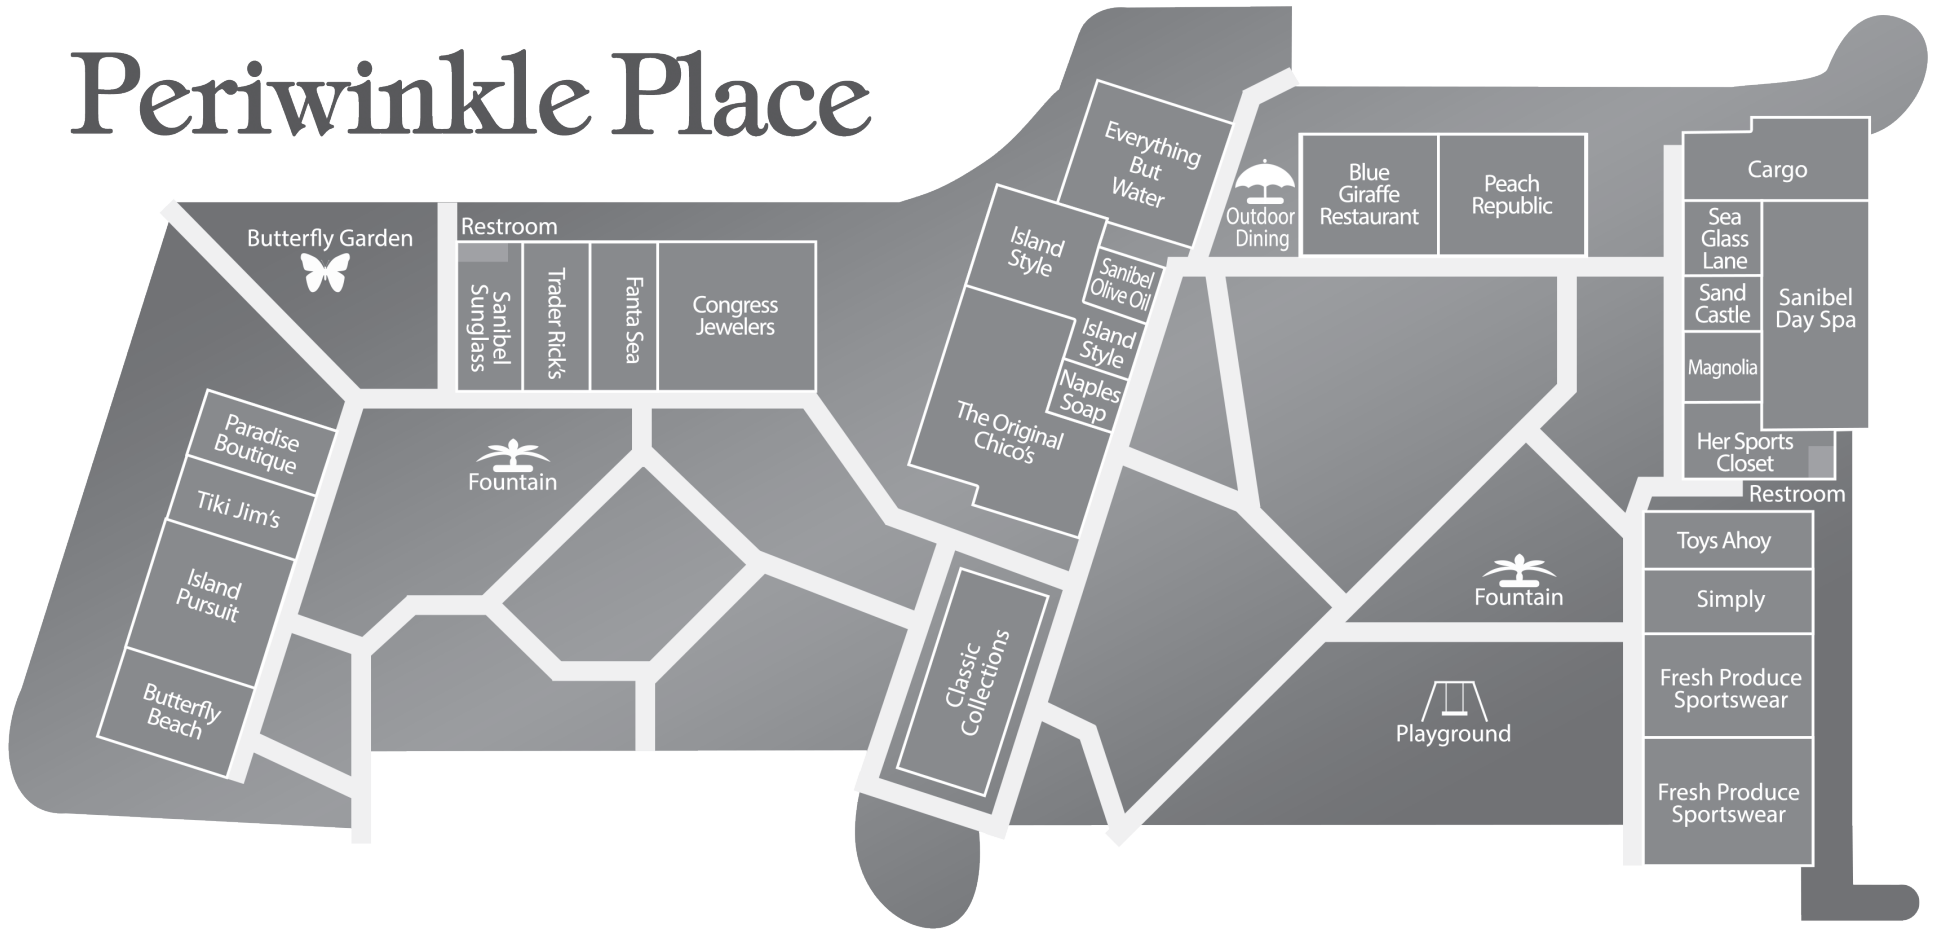 Periwinkle Place
Butterfly Garden
Restroom
Sanibel
Sunglass
Trader Rick's
Fanta Sea
Congress
Jewelers
Paradise
Boutique
Tiki Jim's
Island
Pursuit
Butterfly
Beach
Fountain
Everything
But
Water
Island
Style
Sanibel
Olive Oil
Island
Style
Naples
Soap
The Original
Chico's
Classic
Collections
Outdoor
Dining
Blue
Giraffe
Restaurant
Peach
Republic
Cargo
Sea
Glass
Lane
Sand
Castle
Magnolia
Sanibel
Day Spa
Her Sports
Closet
Restroom
Toys Ahoy
Simply
Fresh Produce
Sportswear
Fresh Produce
Sportswear
Fountain
Playground